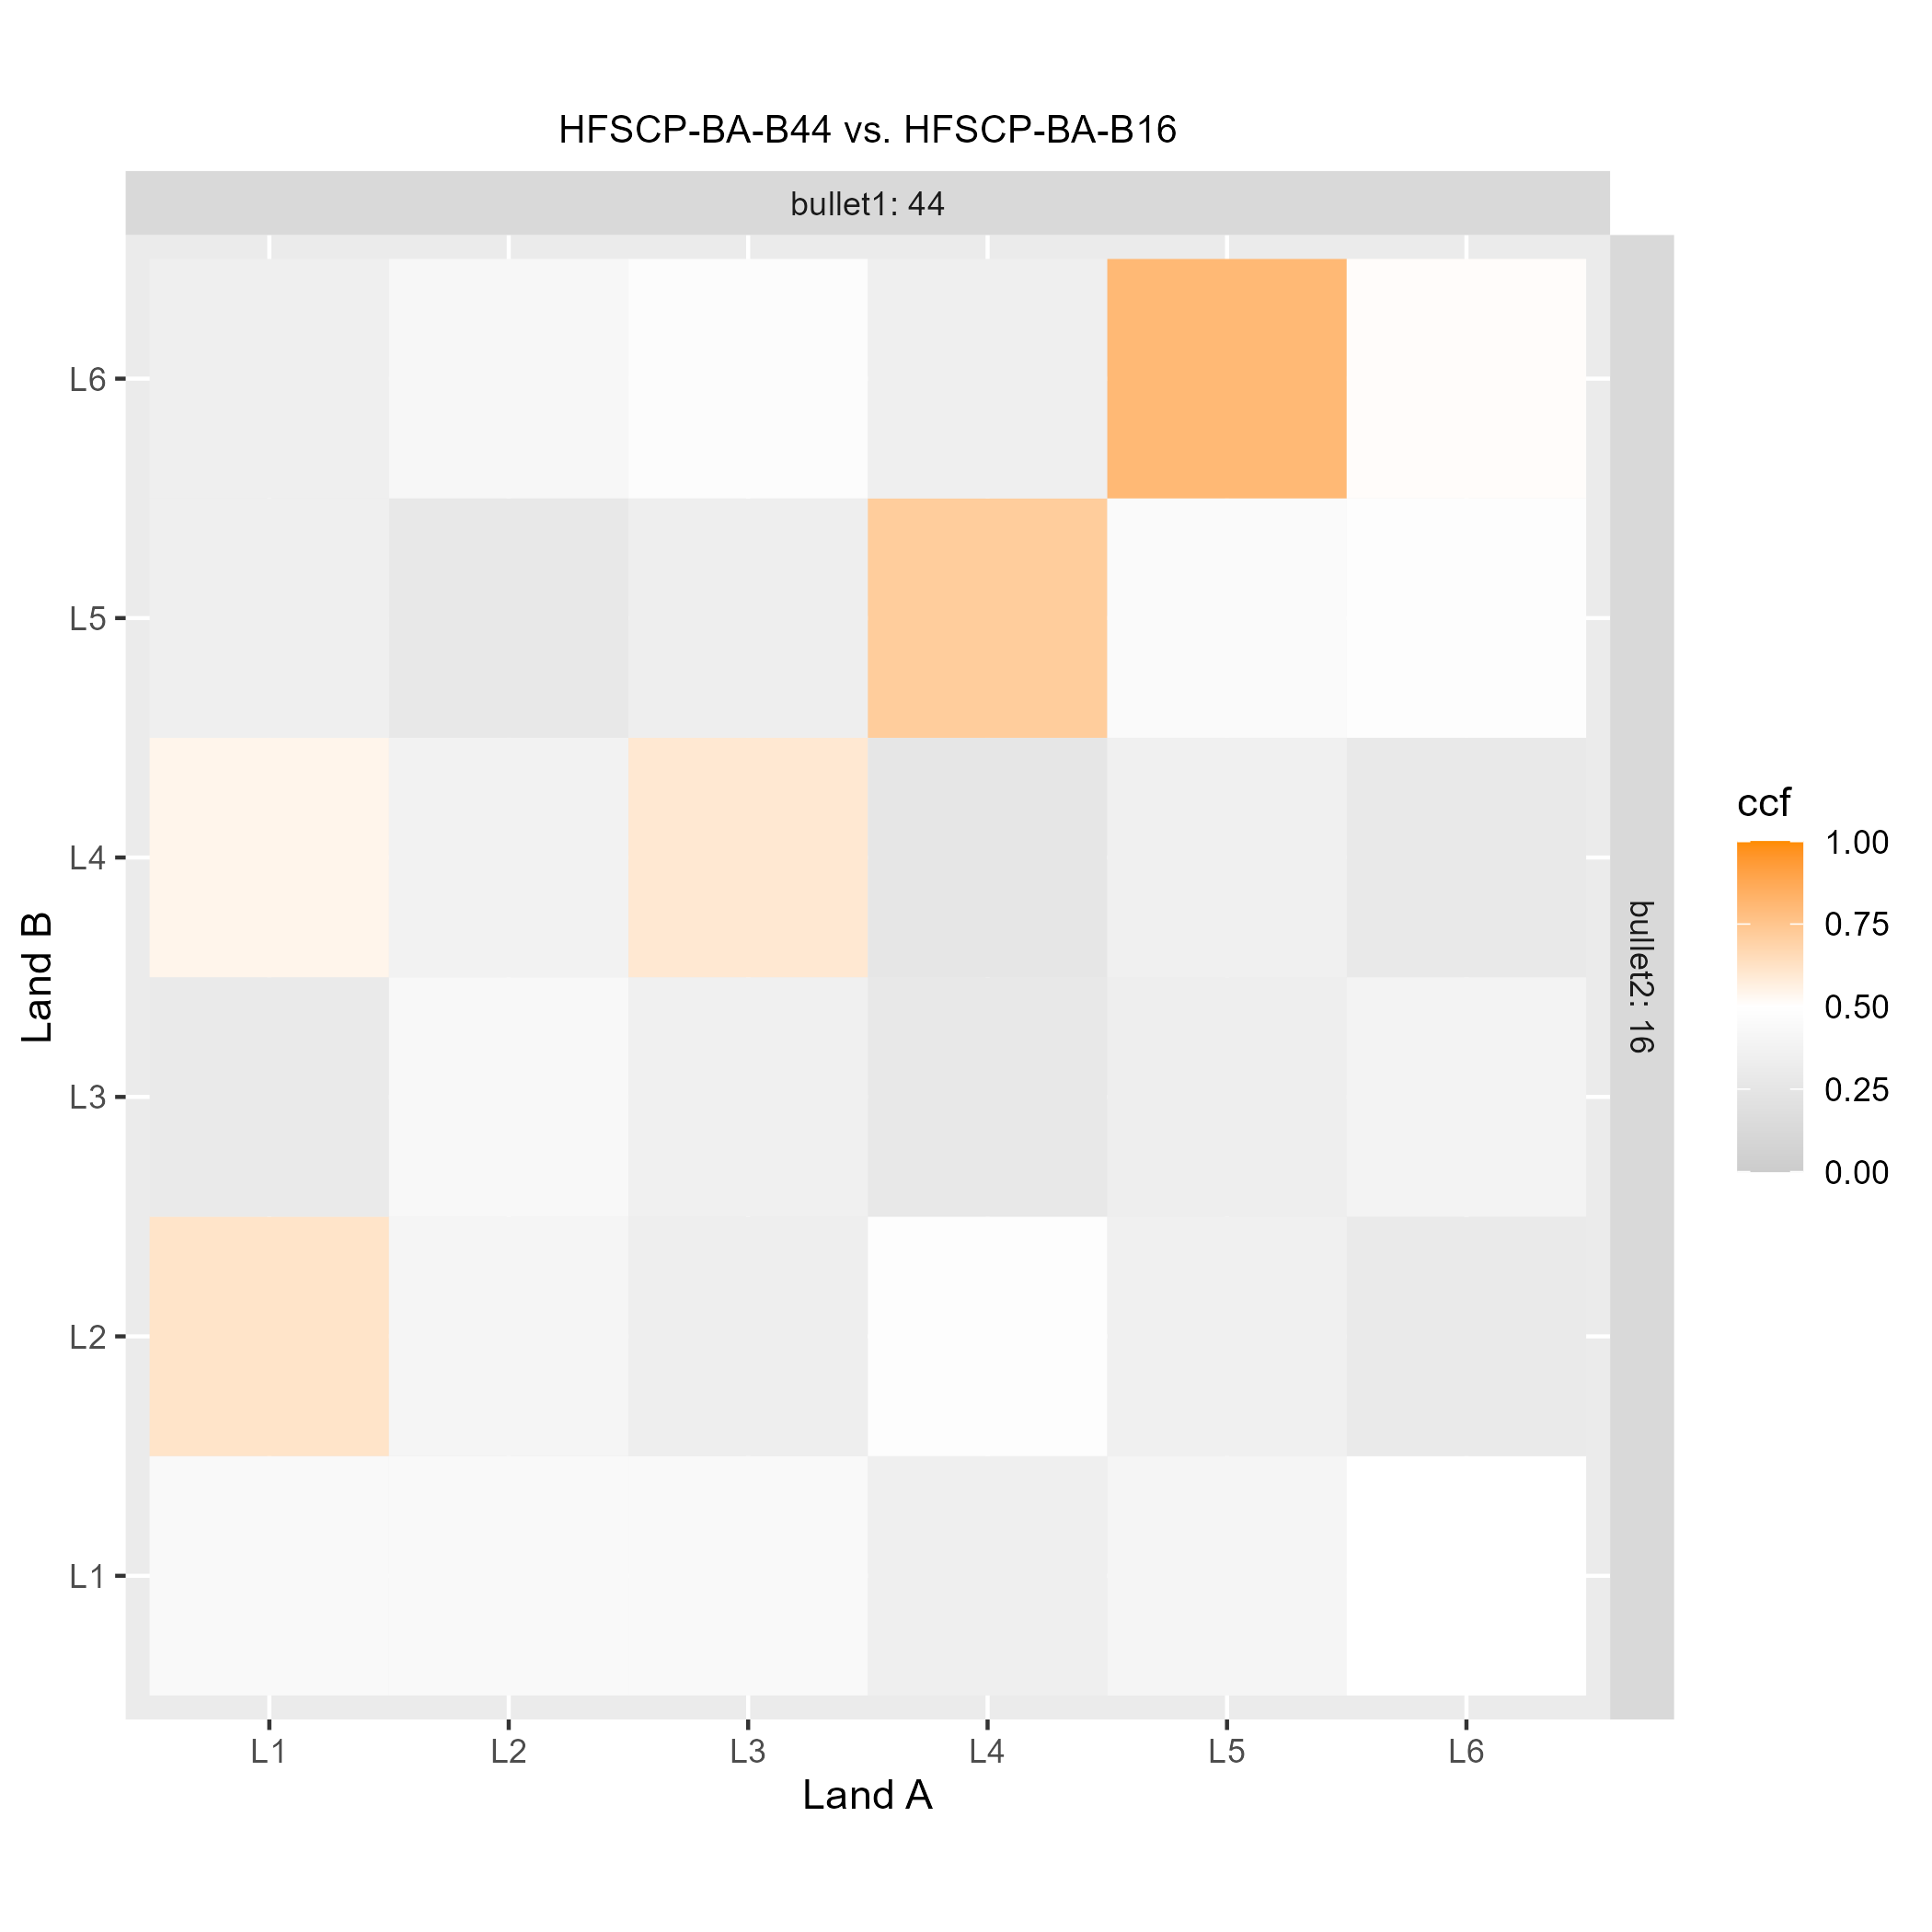 HFSCP-BA-B44 vs. HFSCP-BA-B16
bullet1: 44
L6
L5
L4
L3
L2
L1
Land B
bullet2: 16
ccf
1.00
0.75
0.50
0.25
0.00
L1 L2 L3 L4 L5 L6
Land A